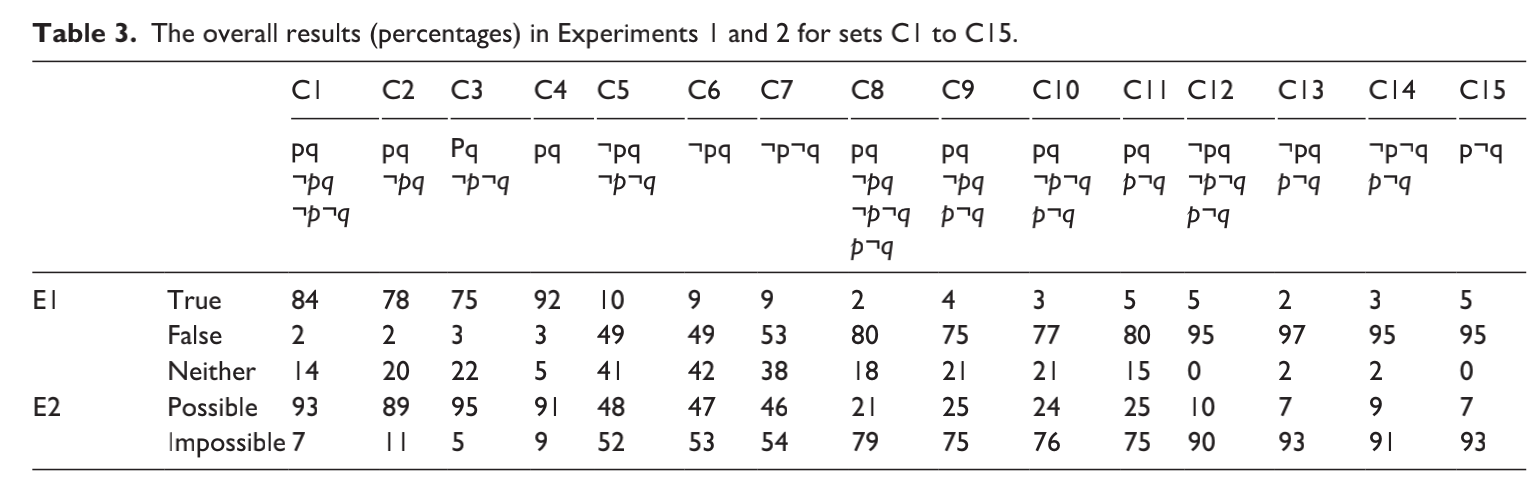 Table 3. The overall results (percentages) in Experiments 1 and 2 for sets C1 to C15.
C1 C2 C3 C4 C5 C6 C7 C8 C9 C10 C11 C12 C13 C14 C15
pq pq Pq pq ¬pq ¬pq ¬p¬q pq pq pq pq ¬pq ¬pq ¬p¬q p¬q
¬pq ¬pq ¬p¬q ¬p¬q ¬pq ¬pq ¬p¬q p¬q ¬p¬q p¬q p¬q
¬p¬q ¬p¬q p¬q p¬q p¬q
p¬q
E1 True 84 78 75 92 10 9 9 2 4 3 5 5 2 3 5
False 2 2 3 3 49 49 53 80 75 77 80 95 97 95 95
Neither 14 20 22 5 41 42 38 18 21 21 15 0 2 2 0
E2 Possible 93 89 95 91 48 47 46 21 25 24 25 10 7 9 7
Impossible 7 11 5 9 52 53 54 79 75 76 75 90 93 91 93